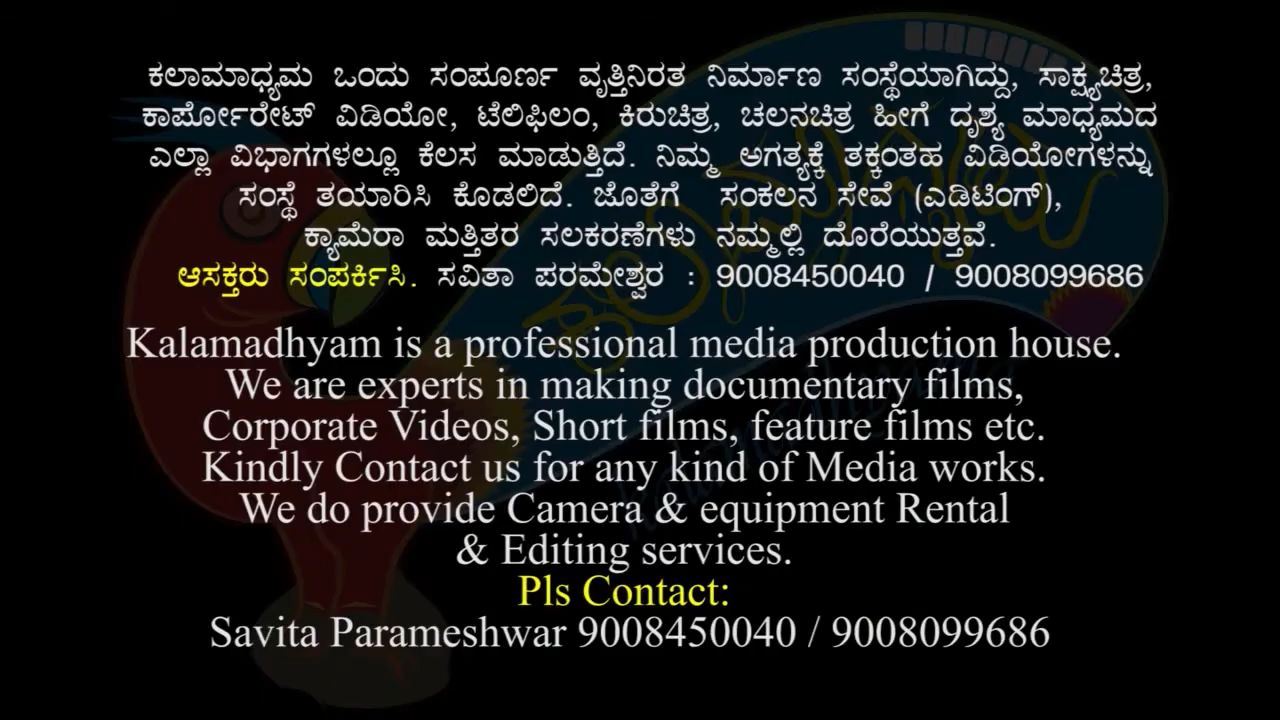 ಕಲಾಮಾಧ್ಯಮ ಒಂದು ಸಂಪೂರ್ಣ ವೃತ್ತಿನಿರತ ನಿರ್ಮಾಣ ಸಂಸ್ಥೆಯಾಗಿದ್ದು, ಸಾಕ್ಷ್ಯಚಿತ್ರ,
ಕಾರ್ಪೋರೇಟ್ ವಿಡಿಯೋ, ಟೆಲಿಫಿಲಂ, ಕಿರುಚಿತ್ರ, ಚಲನಚಿತ್ರ ಹೀಗೆ ದೃಶ್ಯ ಮಾಧ್ಯಮದ
ಎಲ್ಲಾ ವಿಭಾಗಗಳಲ್ಲೂ ಕೆಲಸ ಮಾಡುತ್ತಿದೆ. ನಿಮ್ಮ ಅಗತ್ಯಕ್ಕೆ ತಕ್ಕಂತಹ ವಿಡಿಯೋಗಳನ್ನು
ಸಂಸ್ಥೆ ತಯಾರಿಸಿ ಕೊಡಲಿದೆ. ಜೊತೆಗೆ ಸಂಕಲನ ಸೇವೆ (ಎಡಿಟಿಂಗ್),
ಕ್ಯಾಮೆರಾ ಮತ್ತಿತರ ಸಲಕರಣೆಗಳು ನಮ್ಮಲ್ಲಿ ದೊರೆಯುತ್ತವೆ.
ಆಸಕ್ತರು ಸಂಪರ್ಕಿಸಿ. ಸವಿತಾ ಪರಮೇಶ್ವರ : 9008450040 / 9008099686
Kalamadhyam is a professional media production house.
We are experts in making documentary films,
Corporate Videos, Short films, feature films etc.
Kindly Contact us for any kind of Media works.
We do provide Camera & equipment Rental
& Editing services.
Pls Contact:
Savita Parameshwar 9008450040 / 9008099686